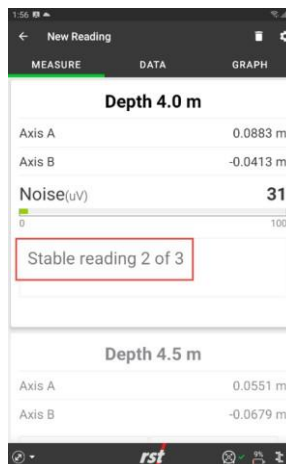 1:56
New Reading
MEASURE DATA GRAPH
Depth 4.0 m
Axis A 0.0883 m
Axis B -0.0413 m
Noise(uV) 31
0 100
Stable reading 2 of 3
Depth 4.5 m
Axis A 0.0551 m
Axis B -0.0679 m
rst